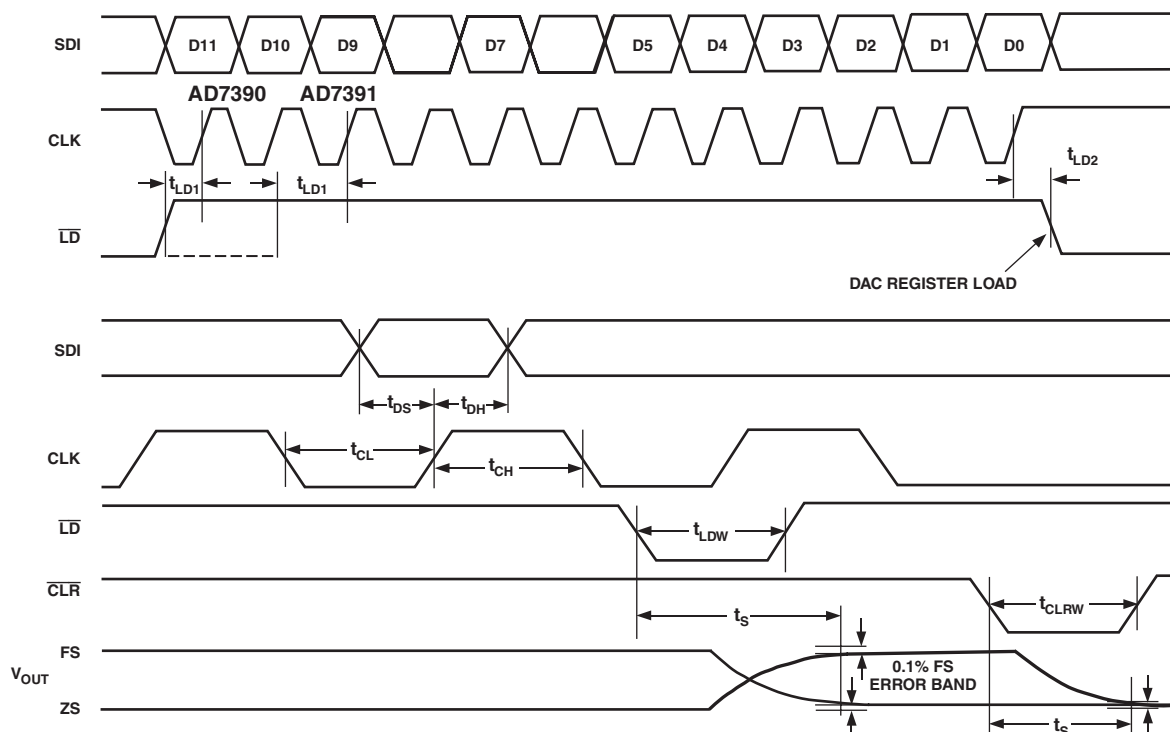 SDI
D11 D10 D9 D7 D5 D4 D3 D2 D1 D0
AD7390 AD7391
CLK
tLD1 tLD1 tLD2
LD
DAC REGISTER LOAD
SDI
tDS tDH
CLK
tCL tCH
LD
tLDW
CLR
tCLRW
tS
FS
VOUT
0.1% FS
ERROR BAND
ZS
tS